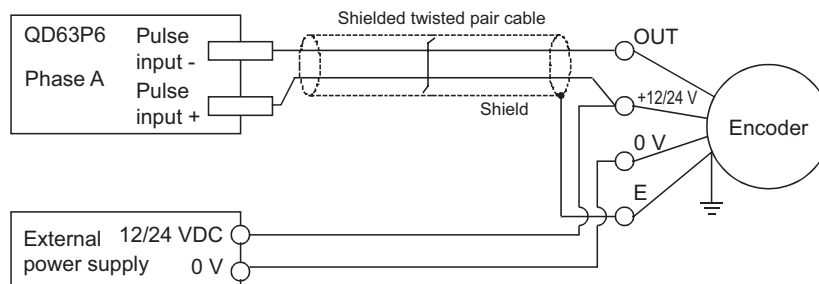 Shielded twisted pair cable
QD63P6
Phase A
Pulse
input -
Pulse
input +
Shield
OUT
+12/24 V
0 V
E
Encoder
External
power supply
12/24 VDC
0 V